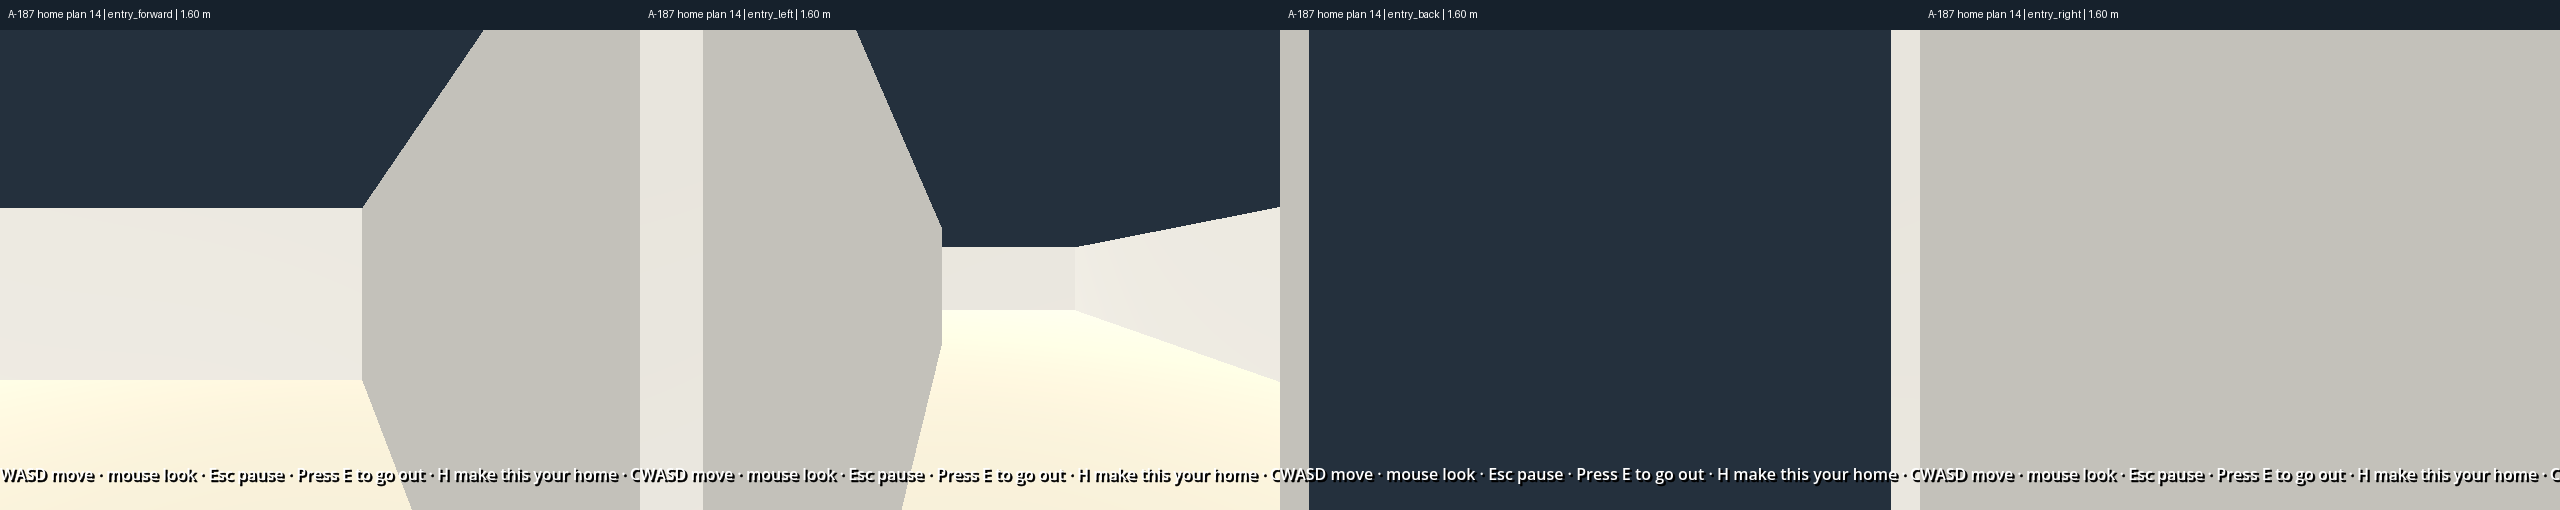 A-187 home plan 14 | entry_forward | 1.60 m
A-187 home plan 14 | entry_left | 1.60 m
A-187 home plan 14 | entry_back | 1.60 m
A-187 home plan 14 | entry_right | 1.60 m
WASD move · mouse look · Esc pause · Press E to go out · H make this your home · C
WASD move · mouse look · Esc pause · Press E to go out · H make this your home · C
WASD move · mouse look · Esc pause · Press E to go out · H make this your home · C
WASD move · mouse look · Esc pause · Press E to go out · H make this your home · C